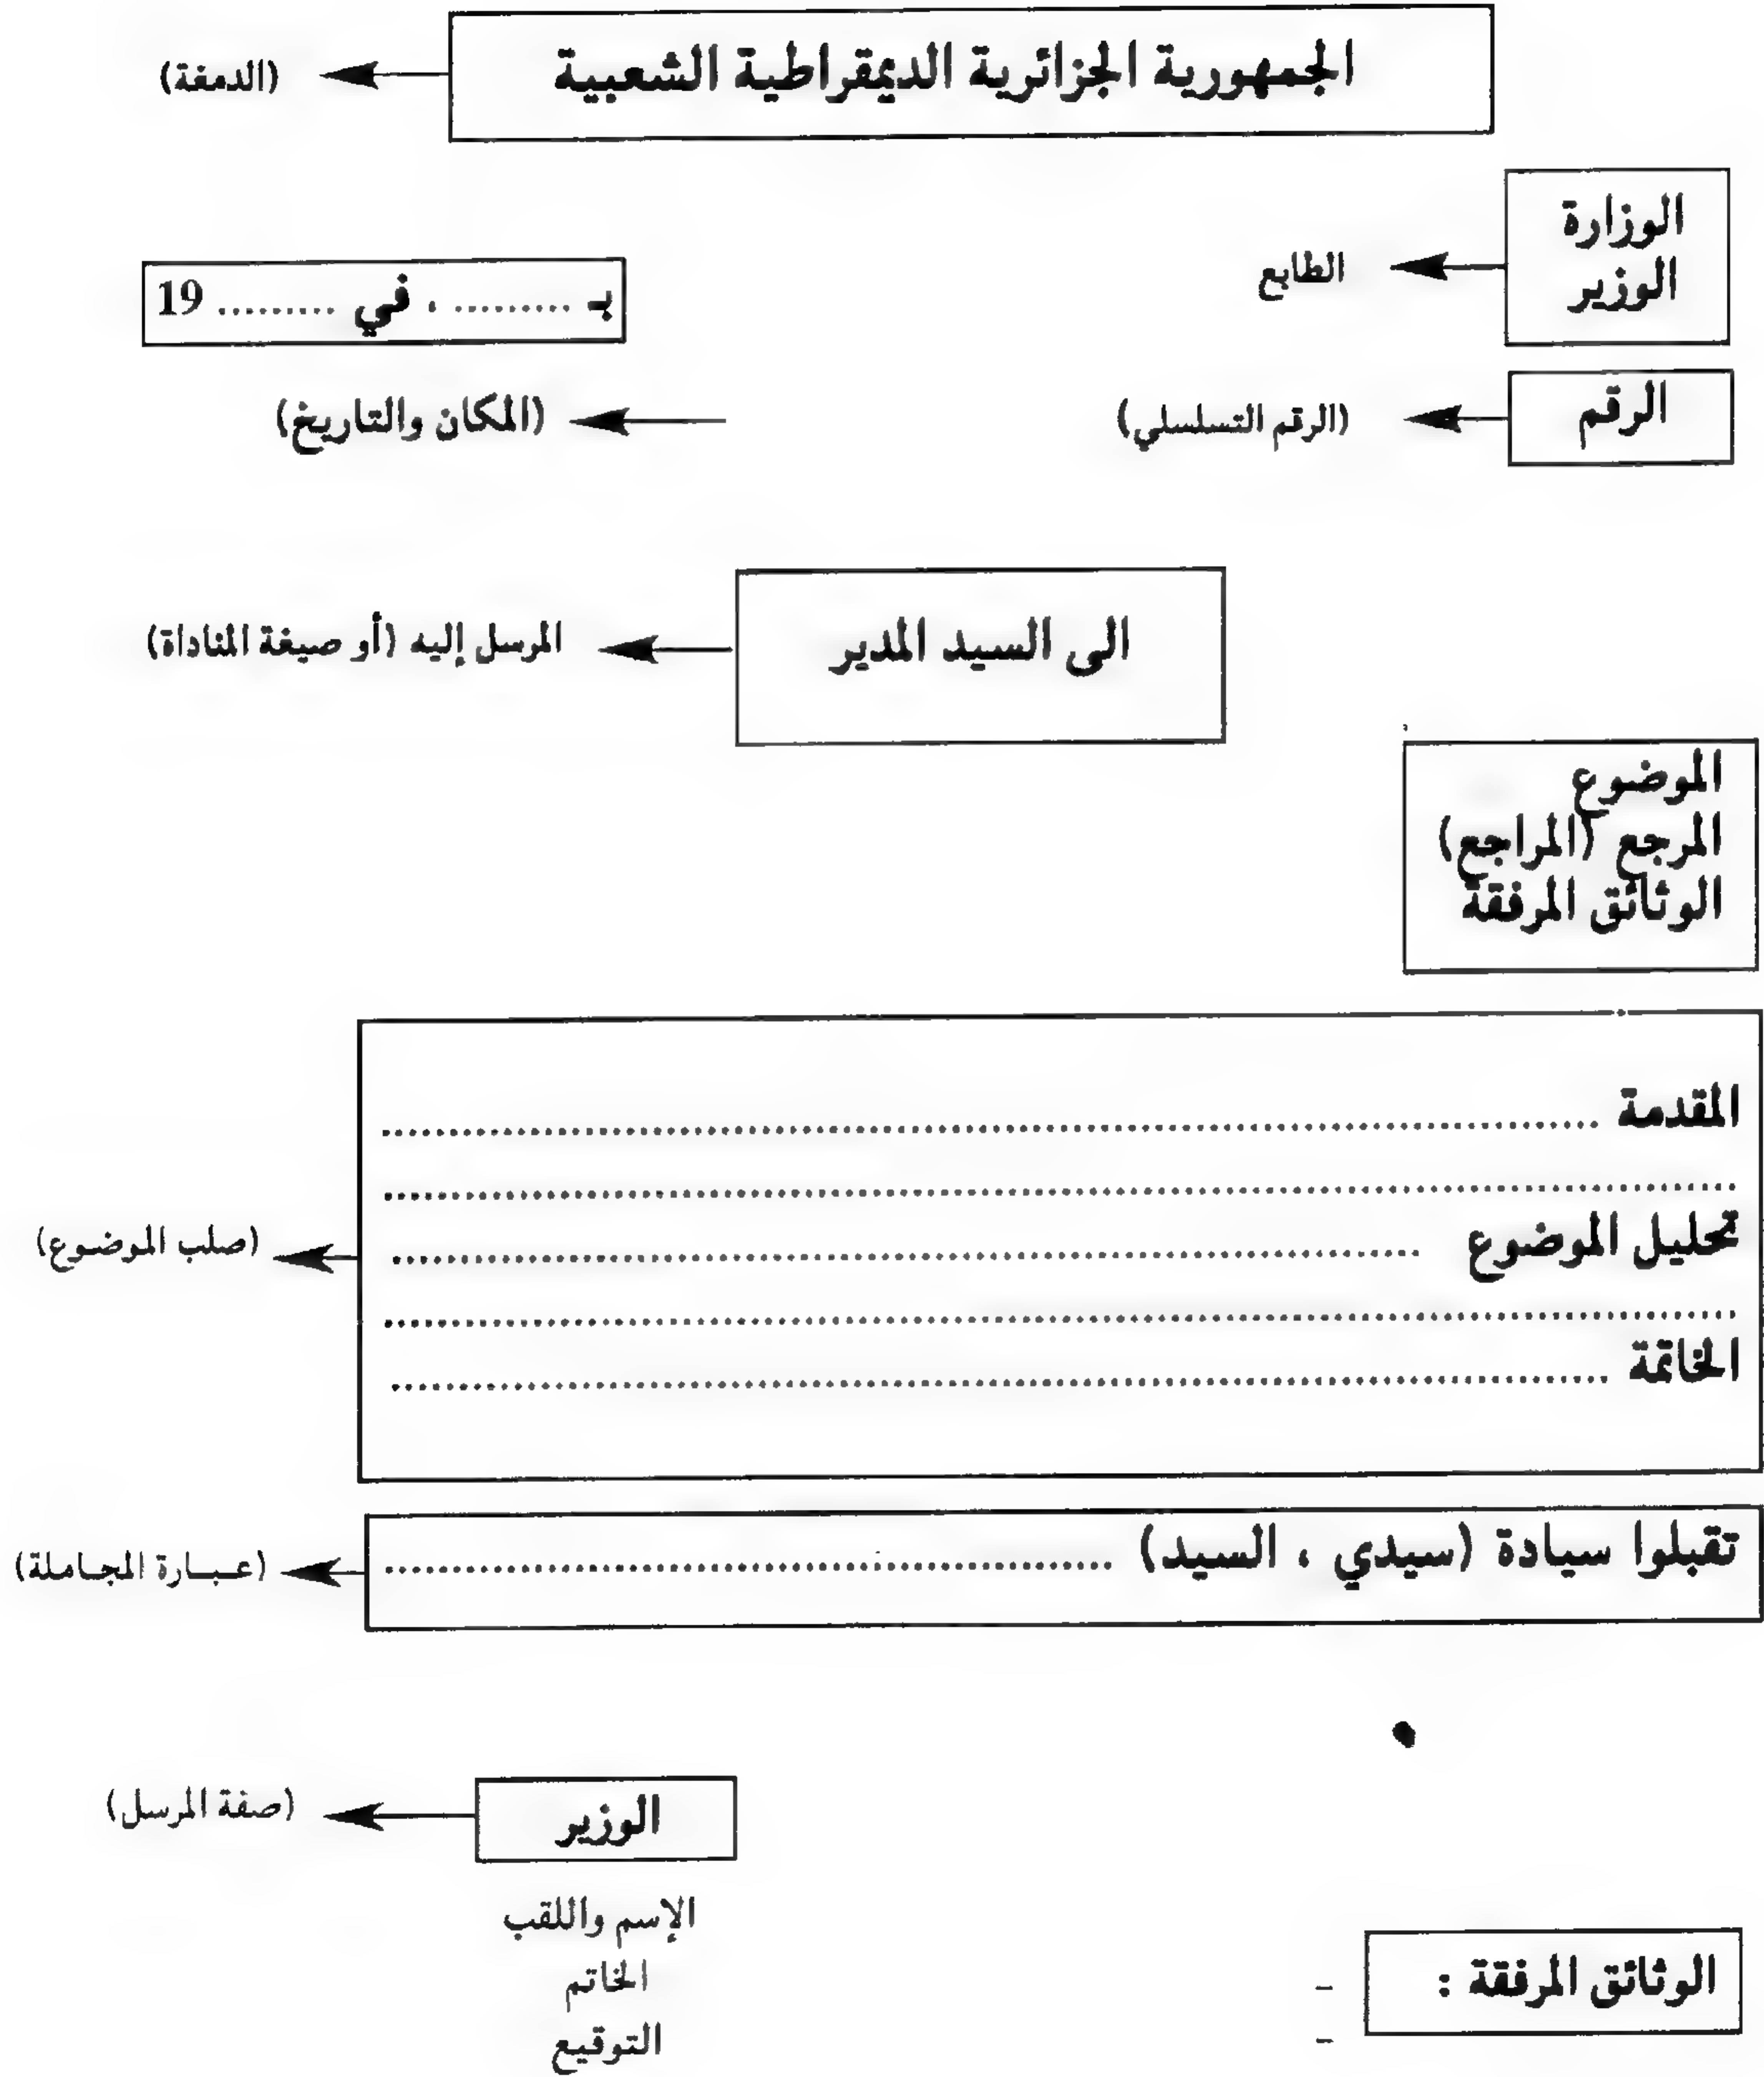 الجمهورية الجزائرية الديمقراطية الشعبية
(الدمغة)
الوزارة
الوزير
الطابع
بـ ......... ، في ......... 19
الرقم
(الرقم التسلسلي)
(المكان والتاريخ)
الى السيد المدير
المرسل إليه (أو صيغة المناداة)
الموضوع
المرجع (المراجع)
الوثائق المرفقة
المقدمة ..........
..........
تحليل الموضوع ..........
..........
الخاتمة ..........
(صلب الموضوع)
تقبلوا سيادة (سيدي ، السيد) ..........
(عبارة المجاملة)
الوزير
(صفة المرسل)
الإسم واللقب
الخاتم
التوقيع
الوثائق المرفقة : –
–